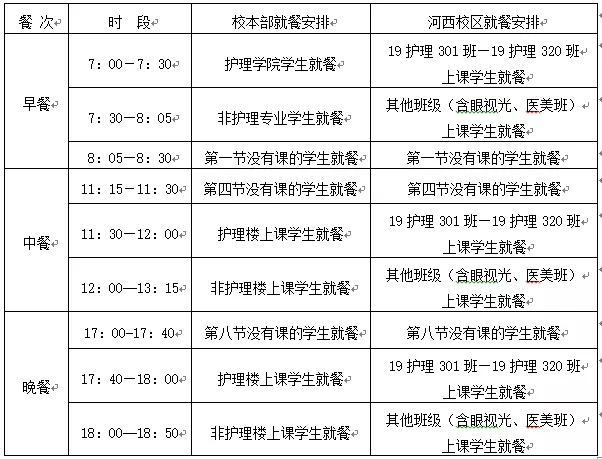 餐 次 时 段 校本部就餐安排 河西校区就餐安排
早餐
7：00—7：30 护理学院学生就餐 19 护理 301 班—19 护理 320 班
上课学生就餐
7：30—8：05 非护理专业学生就餐 其他班级（含眼视光、医美班）
上课学生就餐
8：05—8：30 第一节没有课的学生就餐 第一节没有课的学生就餐
中餐
11：15—11：30 第四节没有课的学生就餐 第四节没有课的学生就餐
11：30—12：00 护理楼上课学生就餐 19 护理 301 班—19 护理 320 班
上课学生就餐
12：00—13：15 非护理楼上课学生就餐 其他班级（含眼视光、医美班）
上课学生就餐
晚餐
17：00-17：40 第八节没有课的学生就餐 第八节没有课的学生就餐
17：40—18：00 护理楼上课学生就餐 19 护理 301 班—19 护理 320 班
上课学生就餐
18：00—18：50 非护理楼上课学生就餐 其他班级（含眼视光、医美班）
上课学生就餐